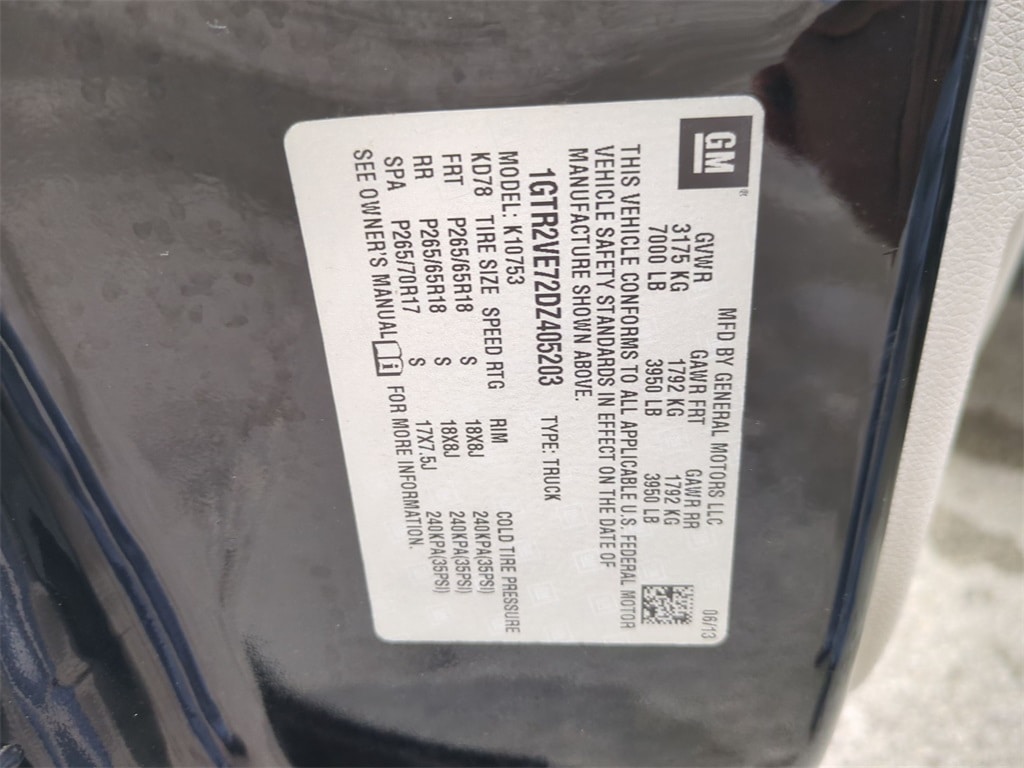 GM ®
MFD BY GENERAL MOTORS LLC 06/13
GVWR GAWR FRT GAWR RR
3175 KG 1792 KG 1792 KG
7000 LB 3950 LB 3950 LB
THIS VEHICLE CONFORMS TO ALL APPLICABLE U.S. FEDERAL MOTOR
VEHICLE SAFETY STANDARDS IN EFFECT ON THE DATE OF
MANUFACTURE SHOWN ABOVE.
1GTR2VE72DZ405203 TYPE: TRUCK
MODEL: K10753
KD78 TIRE SIZE SPEED RTG RIM COLD TIRE PRESSURE
FRT P265/65R18 S 18X8J 240KPA(35PSI)
RR P265/65R18 S 18X8J 240KPA(35PSI)
SPA P265/70R17 17X7.5J 240KPA(35PSI)
SEE OWNER'S MANUAL i FOR MORE INFORMATION.